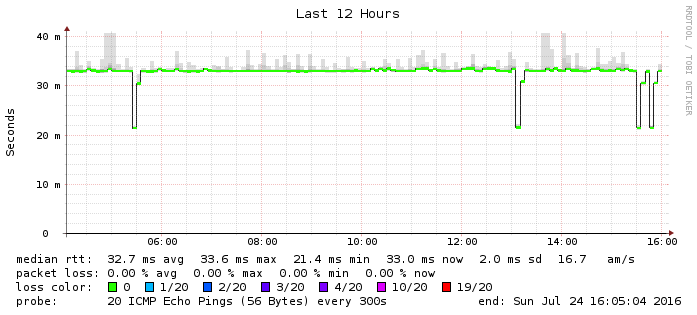 Last 12 Hours
RRDTOOL / TOBI OETIKER
Seconds
40 m
30 m
20 m
10 m
0
06:00 08:00 10:00 12:00 14:00 16:00
median rtt: 32.7 ms avg 33.6 ms max 21.4 ms min 33.0 ms now 2.0 ms sd 16.7 am/s
packet loss: 0.00 % avg 0.00 % max 0.00 % min 0.00 % now
loss color: 0 1/20 2/20 3/20 4/20 10/20 19/20
probe: 20 ICMP Echo Pings (56 Bytes) every 300s end: Sun Jul 24 16:05:04 2016